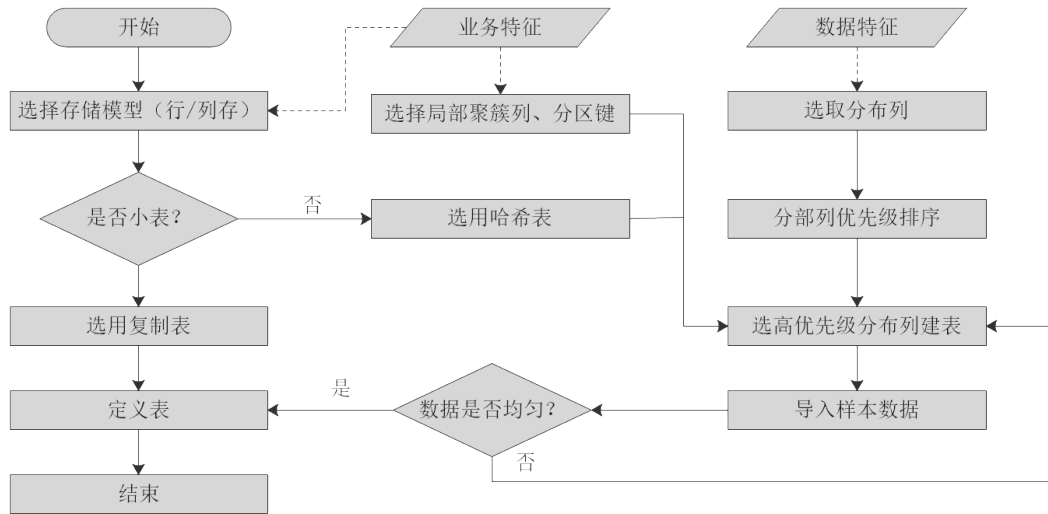 开始
业务特征
数据特征
选择存储模型（行/列存）
选择局部聚簇列、分区键
选取分布列
是否小表？
否
选用哈希表
分部列优先级排序
选用复制表
选高优先级分布列建表
定义表
是
数据是否均匀？
导入样本数据
否
结束